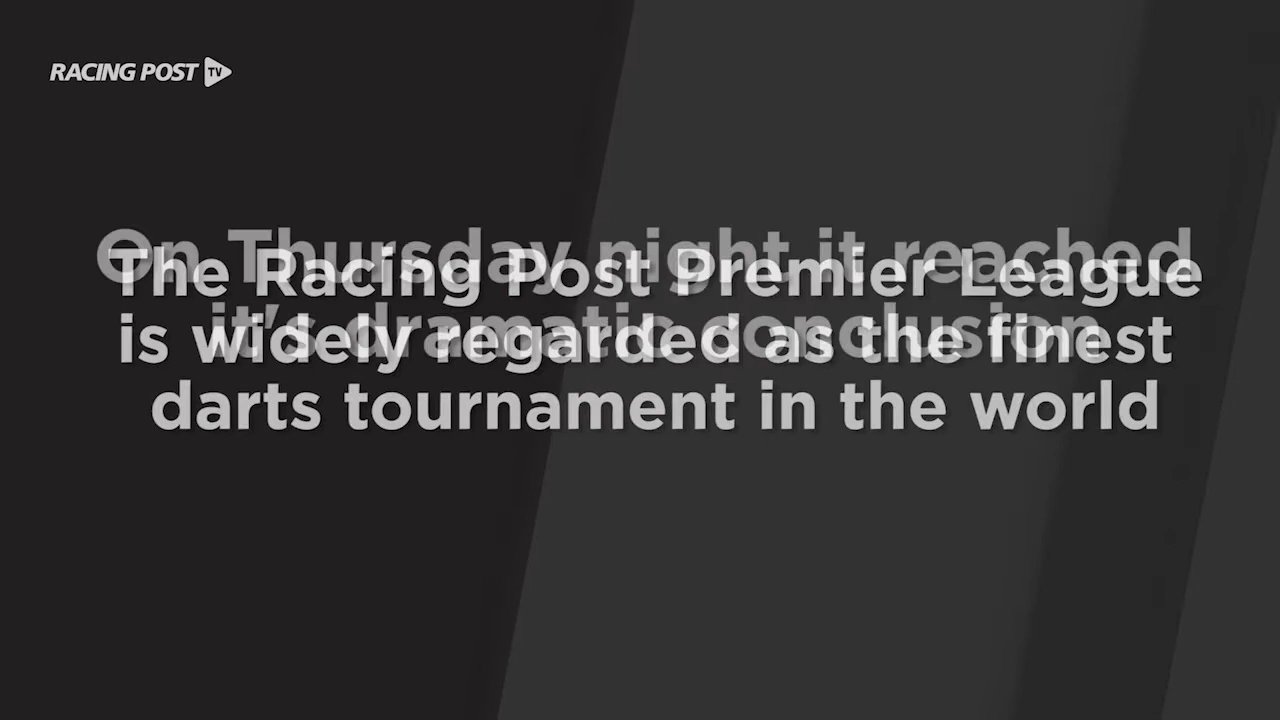 RACING POST TV
The Racing Post Premier League
is widely regarded as the finest
darts tournament in the world
On Thursday night it reached
it's dramatic conclusion